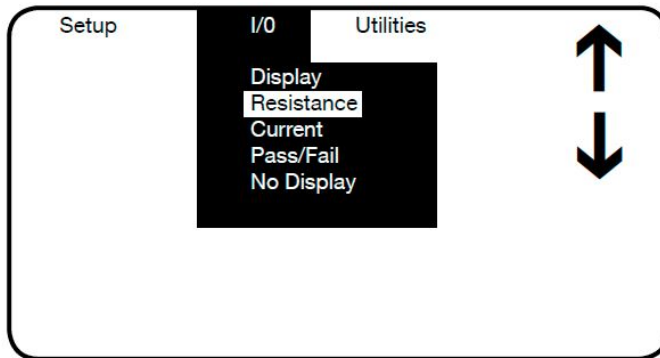 Setup I/0 Utilities
Display
Resistance
Current
Pass/Fail
No Display